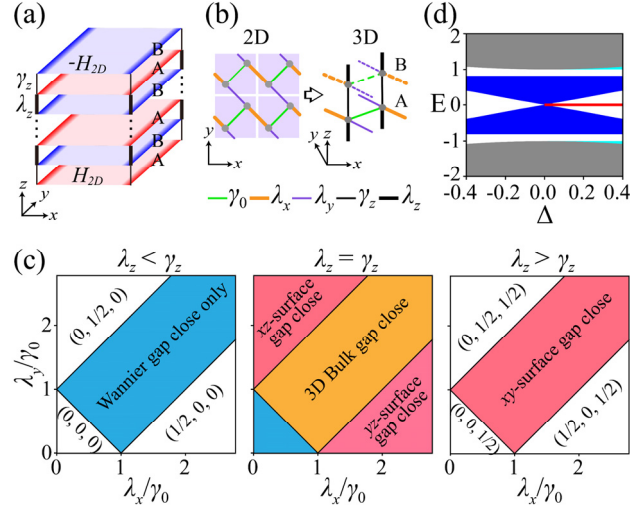 (a)
-H2D
γz
λz
H2D
B
A
B
A
B
A
z
y
x
(b)
2D
3D
B
A
y
x
y z
x
γ0 λx λy γz λz
(d)
2
1
E 0
-1
-2
-0.4 -0.2 0.0 0.2 0.4
Δ
(c)
λz < γz
λz = γz
λz > γz
λy/γ0
2
1
0
(0, 1/2, 0)
Wannier gap close only
(0, 0, 0)
(1/2, 0, 0)
xz-surface
gap close
3D Bulk gap close
yz-surface
gap close
(0, 1/2, 1/2)
xy-surface gap close
(0, 0, 1/2)
(1/2, 0, 1/2)
0 1 2
0 1 2
0 1 2
λx/γ0
λx/γ0
λx/γ0